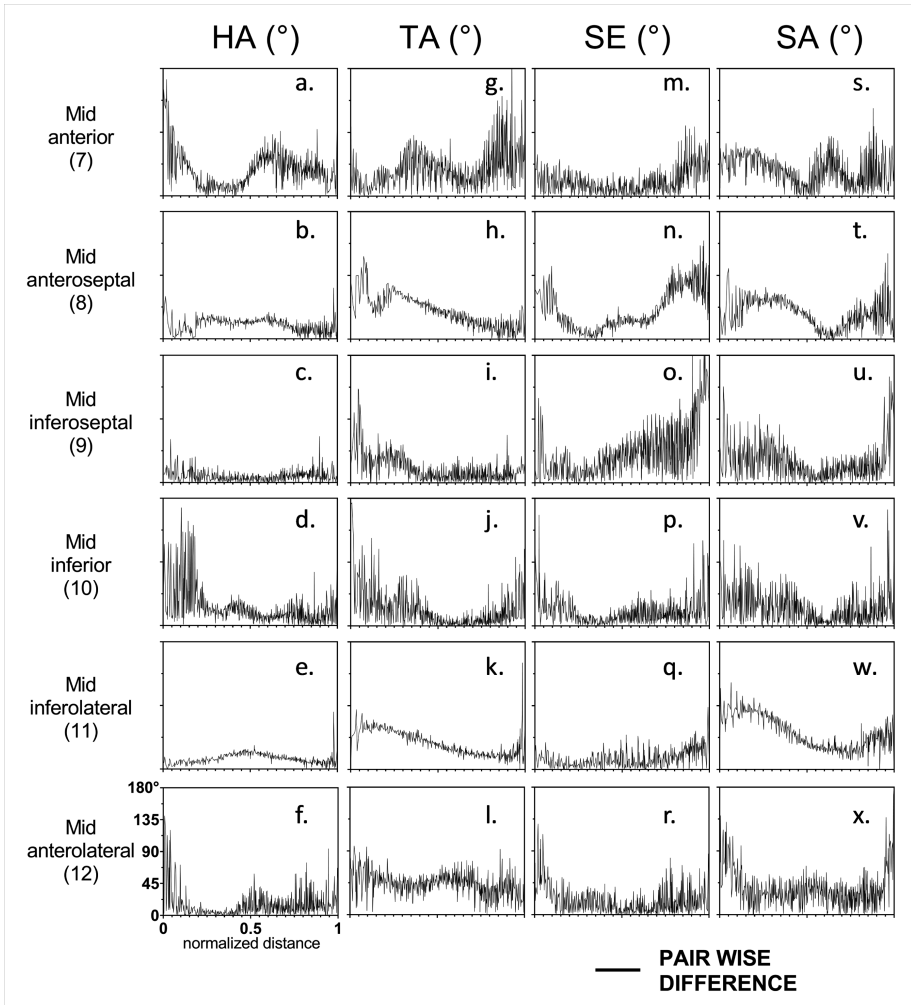 HA (°) TA (°) SE (°) SA (°)
Mid
anterior
(7)
a. g. m. s.
Mid
anteroseptal
(8)
b. h. n. t.
Mid
inferoseptal
(9)
c. i. o. u.
Mid
inferior
(10)
d. j. p. v.
Mid
inferolateral
(11)
e. k. q. w.
Mid
anterolateral
(12)
f. l. r. x.
180°
135
90
45
0
0 0.5 1
normalized distance
PAIR WISE
DIFFERENCE